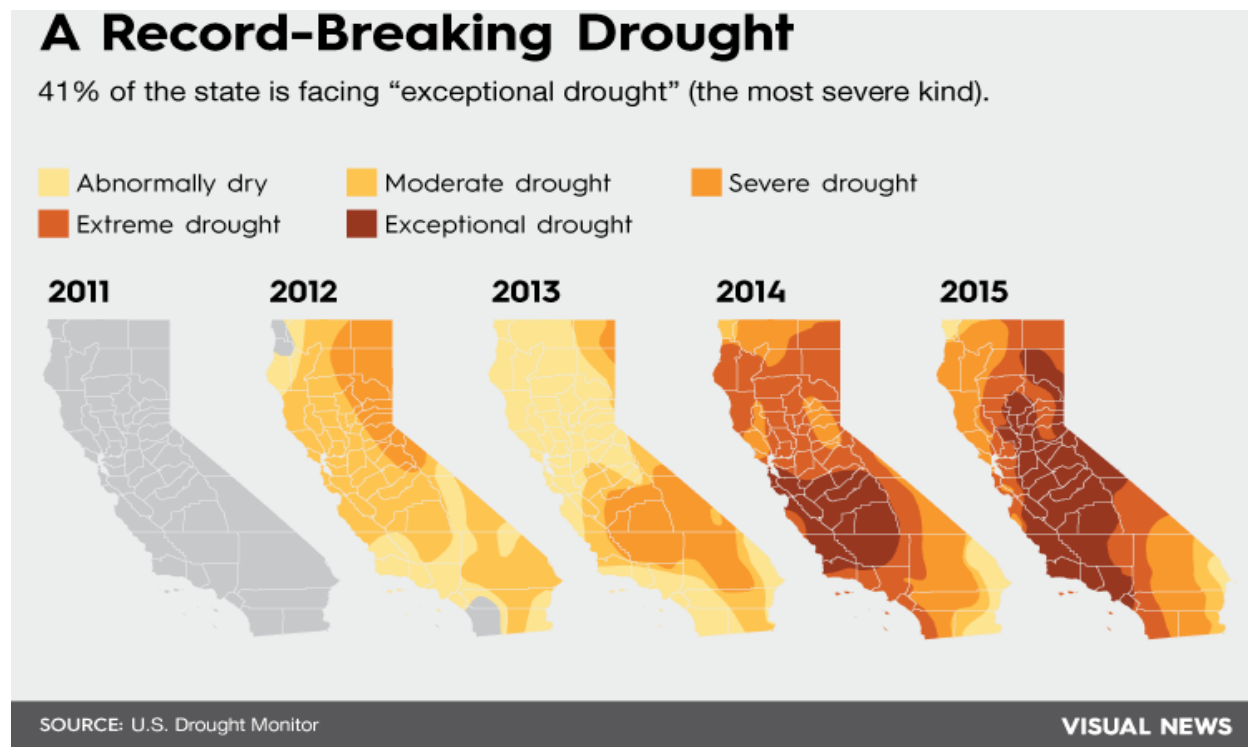 A Record-Breaking Drought
41% of the state is facing “exceptional drought” (the most severe kind).
Abnormally dry
Moderate drought
Severe drought
Extreme drought
Exceptional drought
2011
2012
2013
2014
2015
SOURCE: U.S. Drought Monitor
VISUAL NEWS